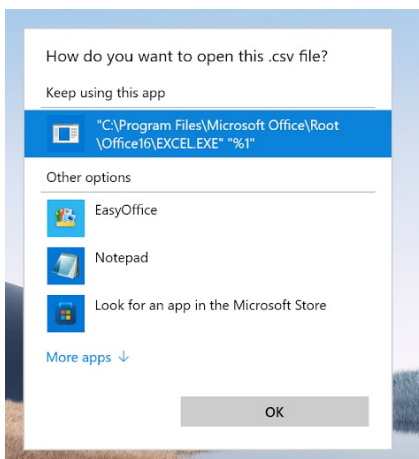 How do you want to open this .csv file?
Keep using this app
"C:\Program Files\Microsoft Office\Root
\Office16\EXCEL.EXE" "%1"
Other options
EasyOffice
Notepad
Look for an app in the Microsoft Store
More apps ↓
OK